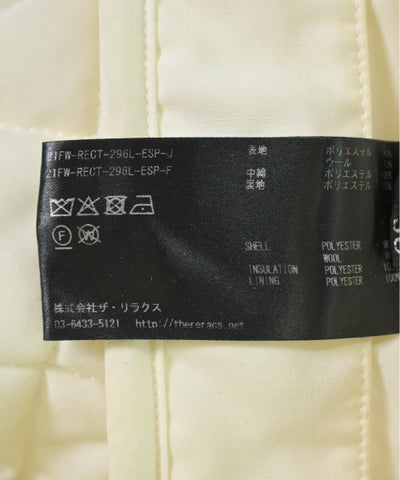 21FW-RECT-296L-ESP-J
21FW-RECT-296L-ESP-F
表地 ポリエステル
ウール
中綿 ポリエステル
裏地 ポリエステル
SHELL POLYESTER
WOOL
INSULATION POLYESTER
LINING POLYESTER 100%
株式会社ザ・リラクス
03-6433-5121 http://thereracs.net